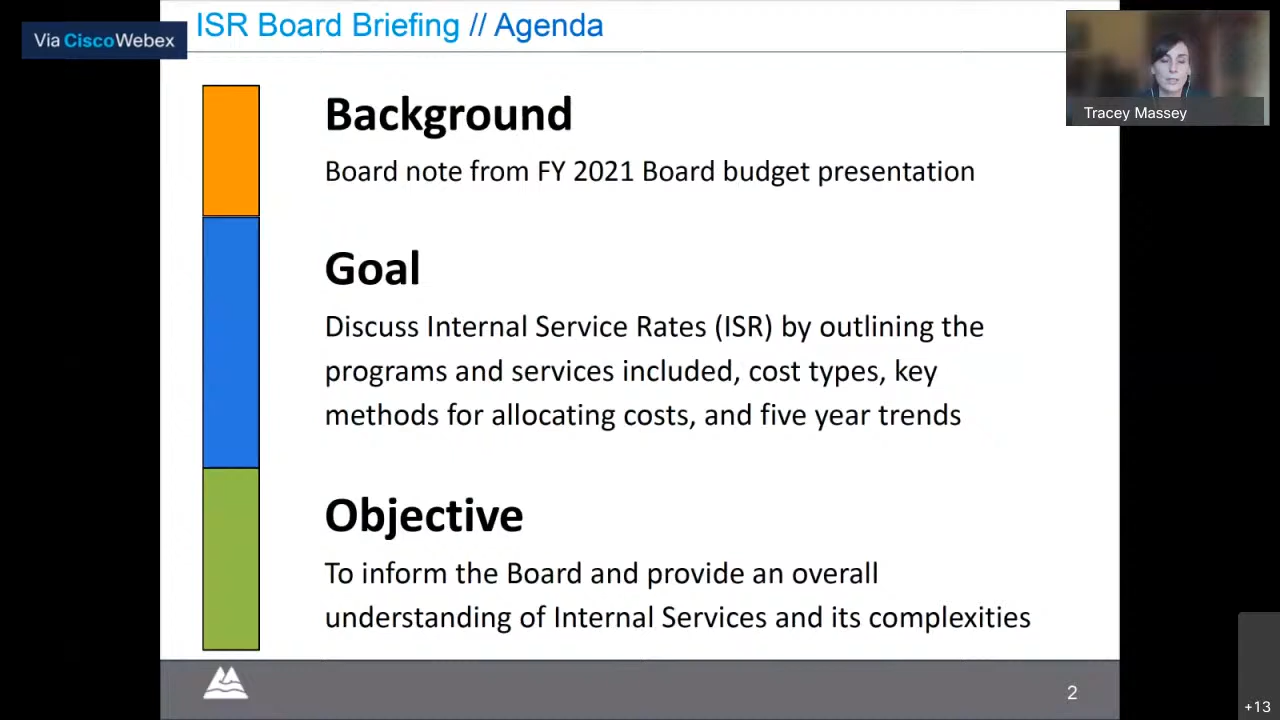 Via CiscoWebex
ISR Board Briefing // Agenda
Tracey Massey
Background
Board note from FY 2021 Board budget presentation
Goal
Discuss Internal Service Rates (ISR) by outlining the
programs and services included, cost types, key
methods for allocating costs, and five year trends
Objective
To inform the Board and provide an overall
understanding of Internal Services and its complexities
2
+13